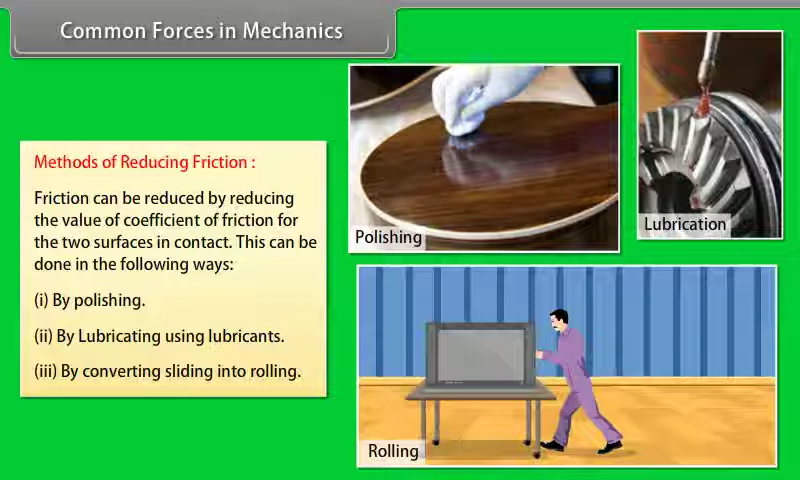 Common Forces in Mechanics
Methods of Reducing Friction :
Friction can be reduced by reducing
the value of coefficient of friction for
the two surfaces in contact. This can be
done in the following ways:
(i) By polishing.
(ii) By Lubricating using lubricants.
(iii) By converting sliding into rolling.
Polishing
Lubrication
Rolling